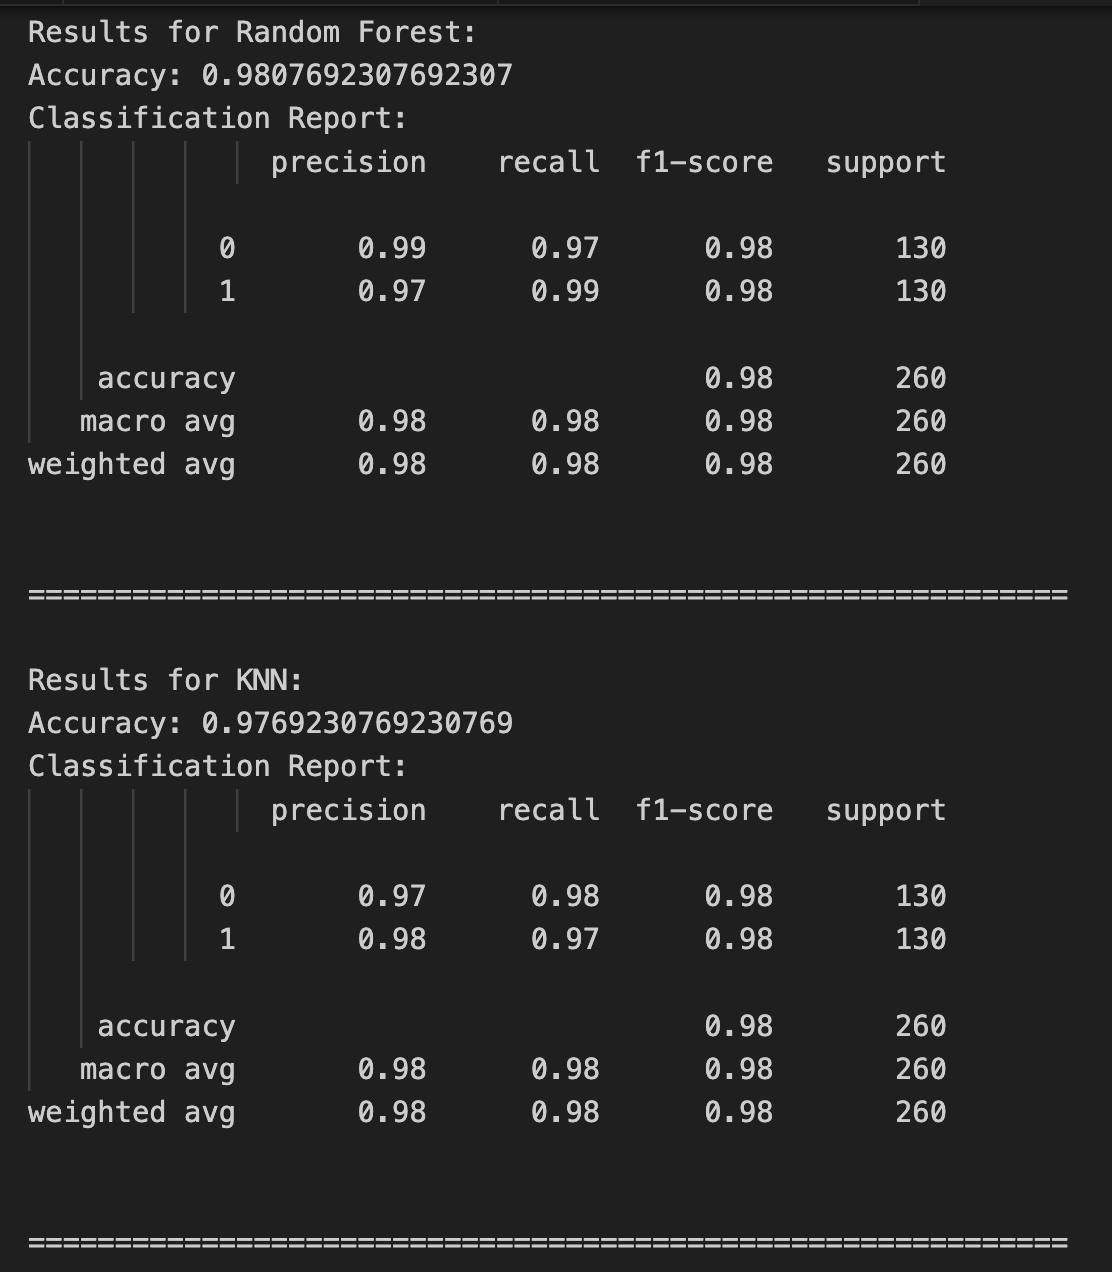 Results for Random Forest:
Accuracy: 0.9807692307692307
Classification Report:
precision recall f1-score support
0 0.99 0.97 0.98 130
1 0.97 0.99 0.98 130
accuracy 0.98 260
macro avg 0.98 0.98 0.98 260
weighted avg 0.98 0.98 0.98 260
============================================================
Results for KNN:
Accuracy: 0.9769230769230769
Classification Report:
precision recall f1-score support
0 0.97 0.98 0.98 130
1 0.98 0.97 0.98 130
accuracy 0.98 260
macro avg 0.98 0.98 0.98 260
weighted avg 0.98 0.98 0.98 260
============================================================